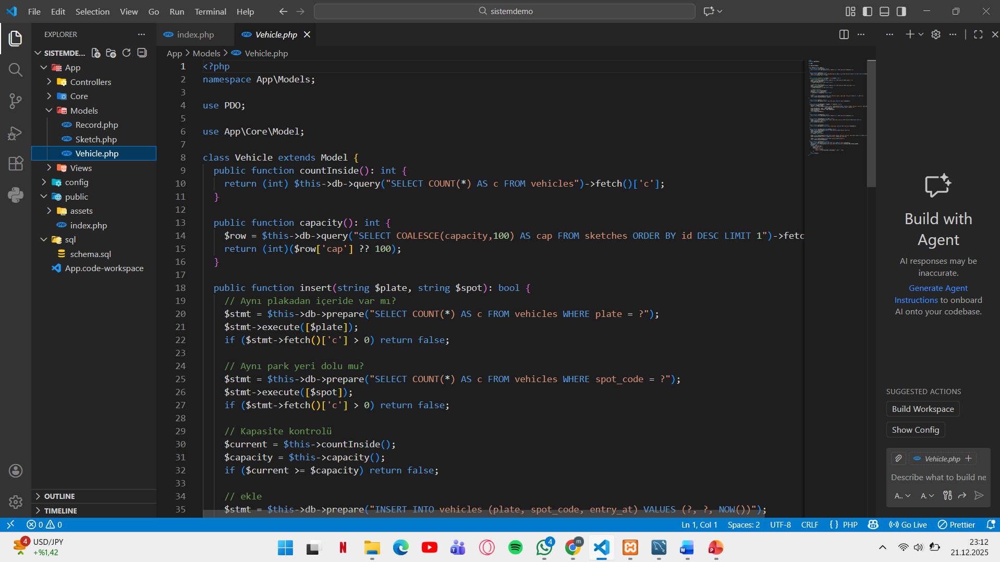 File Edit Selection View Go Run Terminal Help
sistemdemo
EXPLORER
SISTEMDE...
App
Controllers
Core
Models
Record.php
Sketch.php
Vehicle.php
Views
config
public
assets
index.php
sql
schema.sql
App.code-workspace
OUTLINE
TIMELINE
index.php
Vehicle.php
App > Models > Vehicle.php
1 <?php
2 namespace App\Models;
3
4 use PDO;
5
6 use App\Core\Model;
7
8 class Vehicle extends Model {
9 public function countInside(): int {
10 return (int) $this->db->query("SELECT COUNT(*) AS c FROM vehicles")->fetch()['c'];
11 }
12
13 public function capacity(): int {
14 $row = $this->db->query("SELECT COALESCE(capacity,100) AS cap FROM sketches ORDER BY id DESC LIMIT 1")->fetc
15 return (int)($row['cap'] ?? 100);
16 }
17
18 public function insert(string $plate, string $spot): bool {
19 // Aynı plakadan içeride var mı?
20 $stmt = $this->db->prepare("SELECT COUNT(*) AS c FROM vehicles WHERE plate = ?");
21 $stmt->execute([$plate]);
22 if ($stmt->fetch()['c'] > 0) return false;
23
24 // Aynı park yeri dolu mu?
25 $stmt = $this->db->prepare("SELECT COUNT(*) AS c FROM vehicles WHERE spot_code = ?");
26 $stmt->execute([$spot]);
27 if ($stmt->fetch()['c'] > 0) return false;
28
29 // Kapasite kontrolü
30 $current = $this->countInside();
31 $capacity = $this->capacity();
32 if ($current >= $capacity) return false;
33
34 // ekle
35 $stmt = $this->db->prepare("INSERT INTO vehicles (plate, spot_code, entry_at) VALUES (?, ?, NOW())");
Build with
Agent
AI responses may be
inaccurate.
Generate Agent
Instructions to onboard
AI onto your codebase.
SUGGESTED ACTIONS
Build Workspace
Show Config
Vehicle.php
Describe what to build ne
A.. A.
0 0
Ln 1, Col 1 Spaces: 2 UTF-8 CRLF { } PHP Go Live Prettier
4
USD/JPY
+%1,42
4
m
23:12
21.12.2025